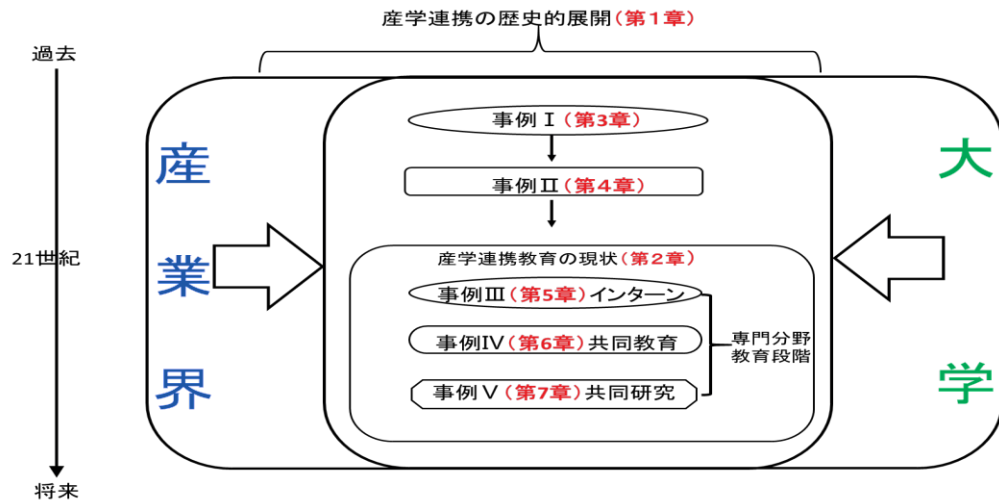 産学連携の歴史的展開(第1章)
過去
事例Ⅰ(第3章)
産
業
界
大
学
事例Ⅱ(第4章)
21世紀
産学連携教育の現状(第2章)
事例Ⅲ(第5章)インターン
事例Ⅳ(第6章)共同教育
事例Ⅴ(第7章)共同研究
専門分野
教育段階
将来